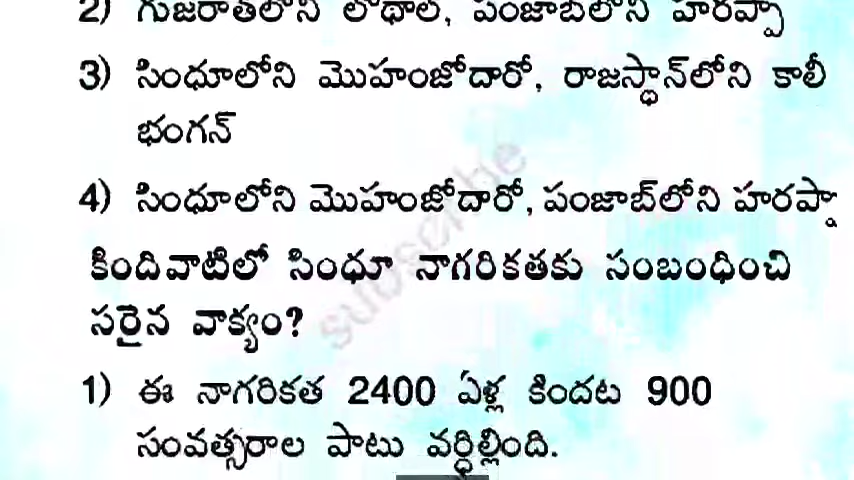 2) గుజరాత్‌లోని లోథాల్, పంజాబ్‌లోని హరప్పా
3) సింధూలోని మొహంజోదారో, రాజస్థాన్‌లోని కాలీ
భంగన్
4) సింధూలోని మొహంజోదారో, పంజాబ్‌లోని హరప్పా
కిందివాటిలో సింధూ నాగరికతకు సంబంధించి
సరైన వాక్యం?
1) ఈ నాగరికత 2400 ఏళ్ల కిందట 900
సంవత్సరాల పాటు వర్ధిల్లింది.
subscribe